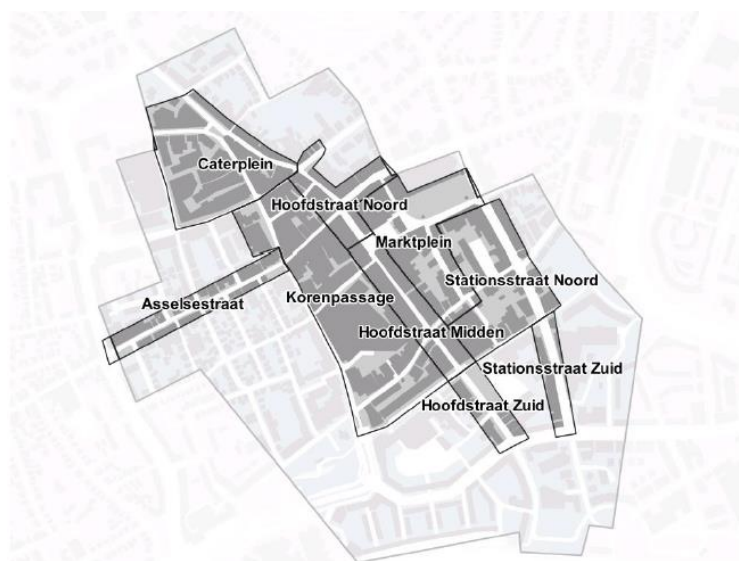 Caterplein
Hoofdstraat Noord
Marktplein
Stationsstraat Noord
Asselsestraat
Korenpassage
Hoofdstraat Midden
Stationsstraat Zuid
Hoofdstraat Zuid